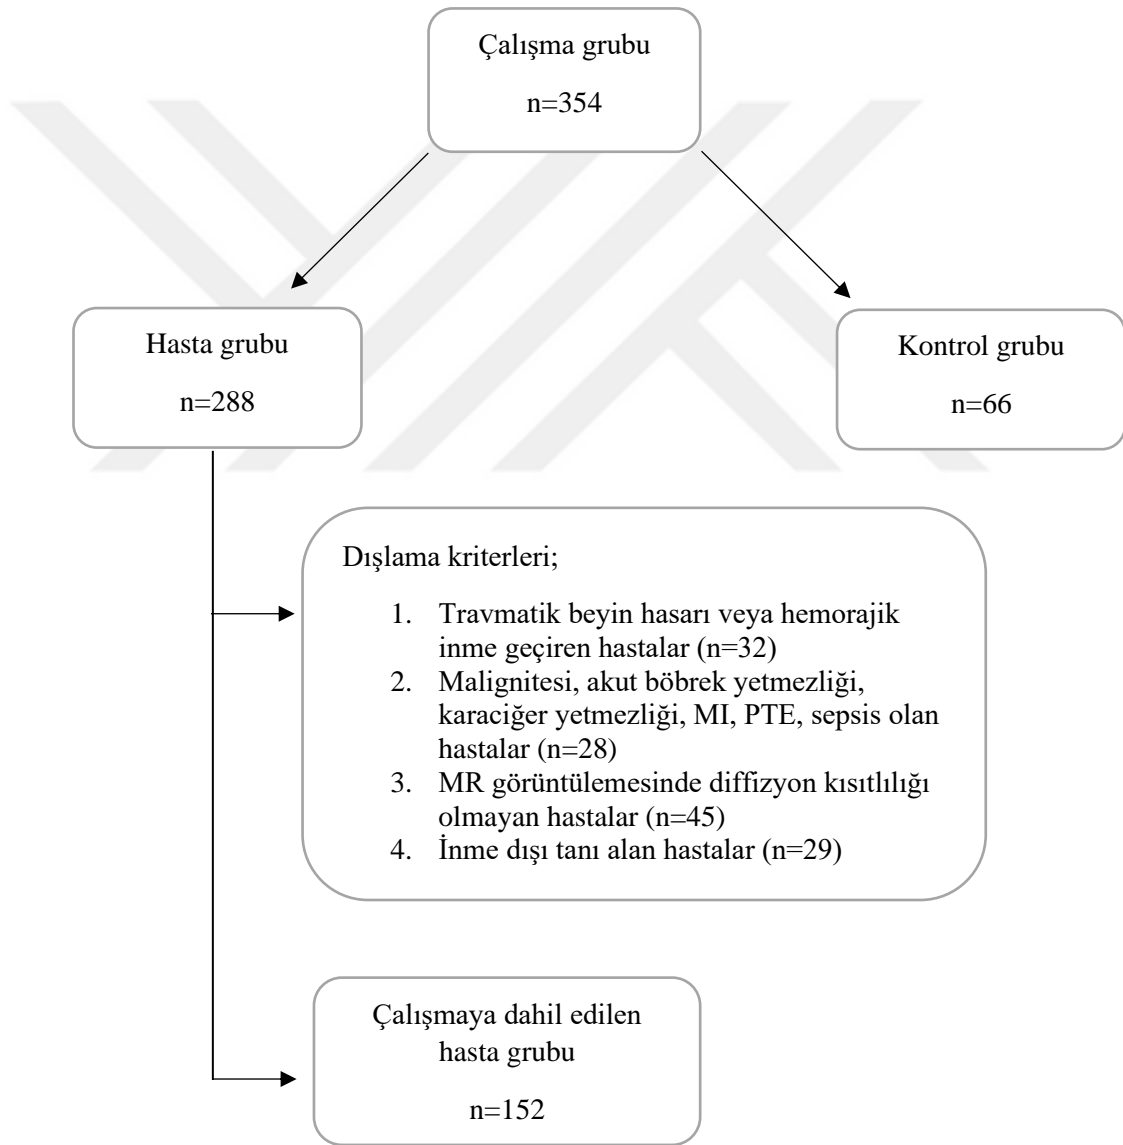 Çalışma grubu
n=354
Hasta grubu
n=288
Kontrol grubu
n=66
Dışlama kriterleri;
1. Travmatik beyin hasarı veya hemorajik
inme geçiren hastalar (n=32)
2. Malignitesi, akut böbrek yetmezliği,
karaciğer yetmezliği, MI, PTE, sepsis olan
hastalar (n=28)
3. MR görüntülemesinde diffizyon kısıtlılığı
olmayan hastalar (n=45)
4. İnme dışı tanı alan hastalar (n=29)
Çalışmaya dahil edilen
hasta grubu
n=152